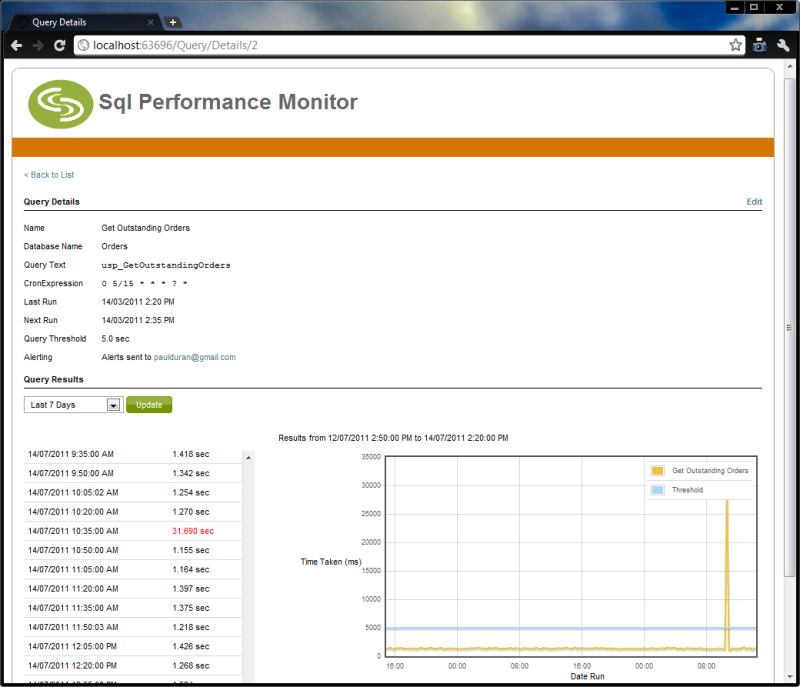 Query Details
localhost:63696/Query/Details/2
Sql Performance Monitor
< Back to List
Query Details Edit
Name Get Outstanding Orders
Database Name Orders
Query Text usp_GetOutstandingOrders
CronExpression 0 5/15 * * * ? *
Last Run 14/03/2011 2:20 PM
Next Run 14/03/2011 2:35 PM
Query Threshold 5.0 sec
Alerting Alerts sent to paulduran@gmail.com
Query Results
Last 7 Days Update
14/07/2011 9:35:00 AM 1.418 sec
14/07/2011 9:50:00 AM 1.342 sec
14/07/2011 10:05:02 AM 1.254 sec
14/07/2011 10:20:00 AM 1.270 sec
14/07/2011 10:35:00 AM 31.690 sec
14/07/2011 10:50:00 AM 1.155 sec
14/07/2011 11:05:00 AM 1.164 sec
14/07/2011 11:20:00 AM 1.397 sec
14/07/2011 11:35:00 AM 1.375 sec
14/07/2011 11:50:03 AM 1.218 sec
14/07/2011 12:05:00 PM 1.426 sec
14/07/2011 12:20:00 PM 1.268 sec
Results from 12/07/2011 2:50:00 PM to 14/07/2011 2:20:00 PM
35000
30000
25000
20000
15000
10000
5000
0
Time Taken (ms)
Get Outstanding Orders
Threshold
16:00 00:00 08:00 16:00 00:00 08:00
Date Run